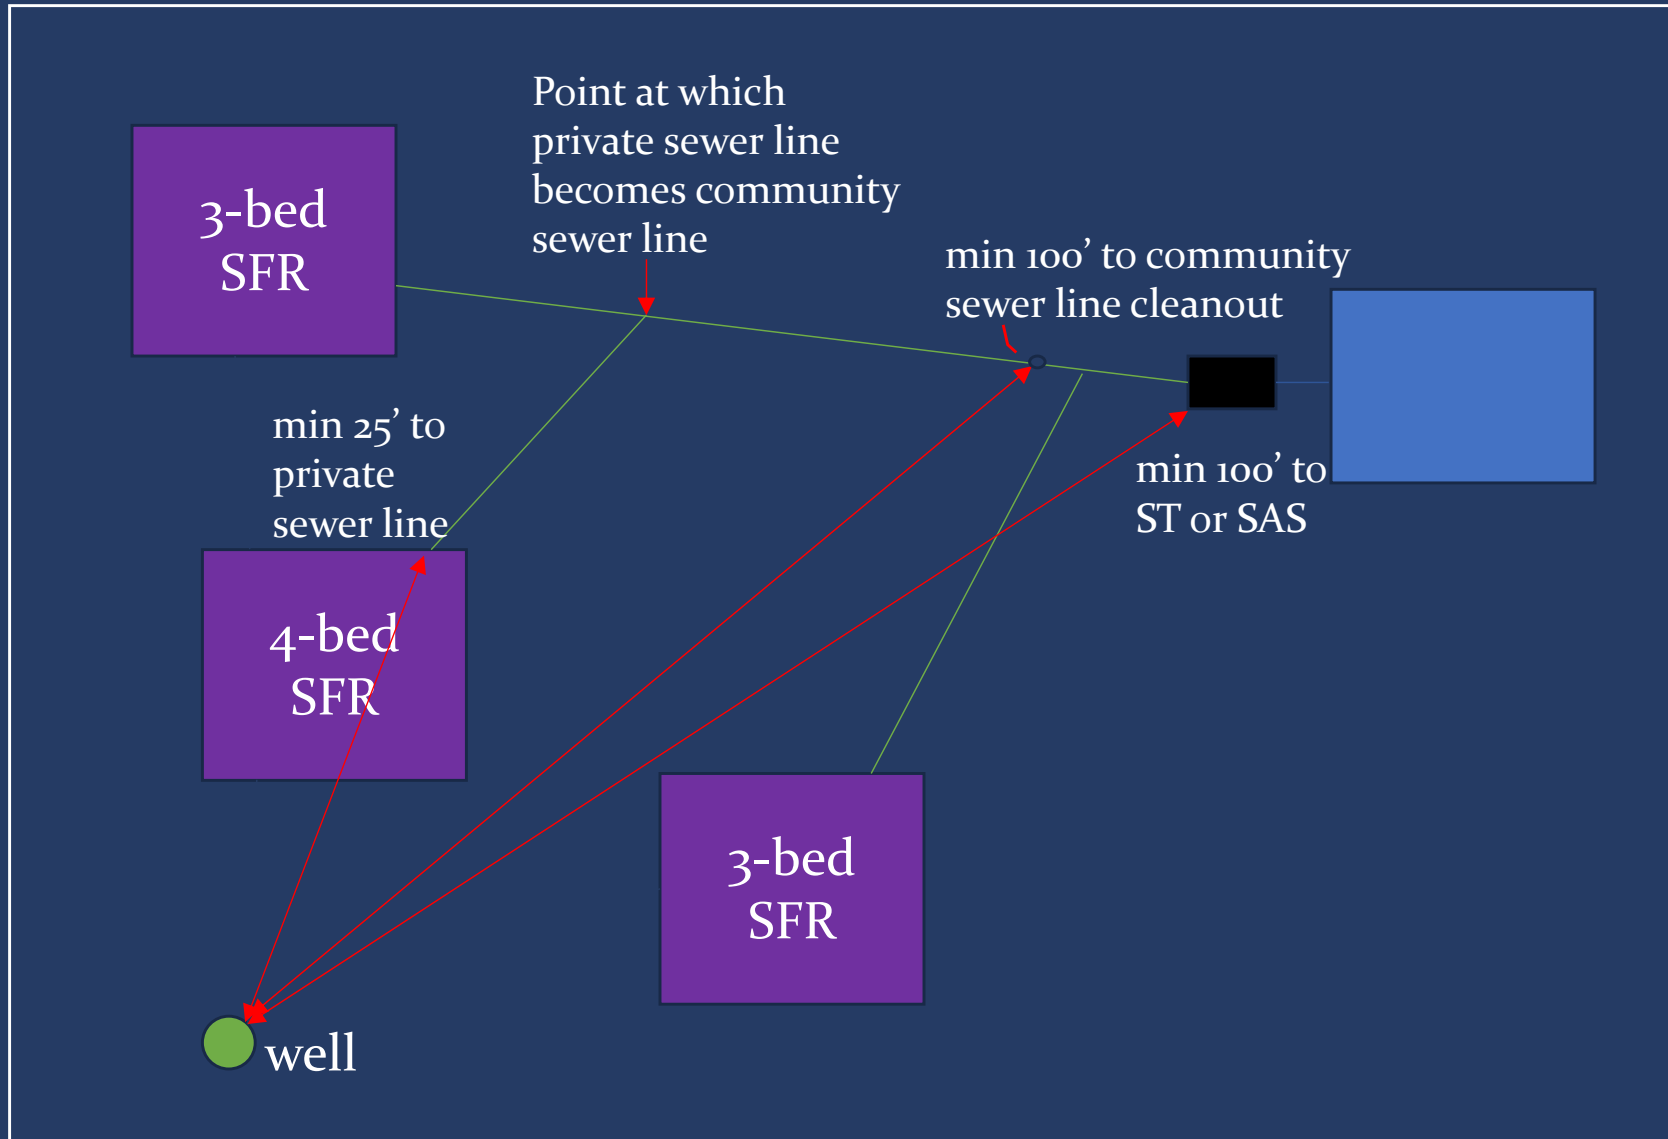 Point at which
private sewer line
becomes community
sewer line
3-bed
SFR
min 100’ to community
sewer line cleanout
min 25’ to
private
sewer line
min 100’ to
ST or SAS
4-bed
SFR
3-bed
SFR
well